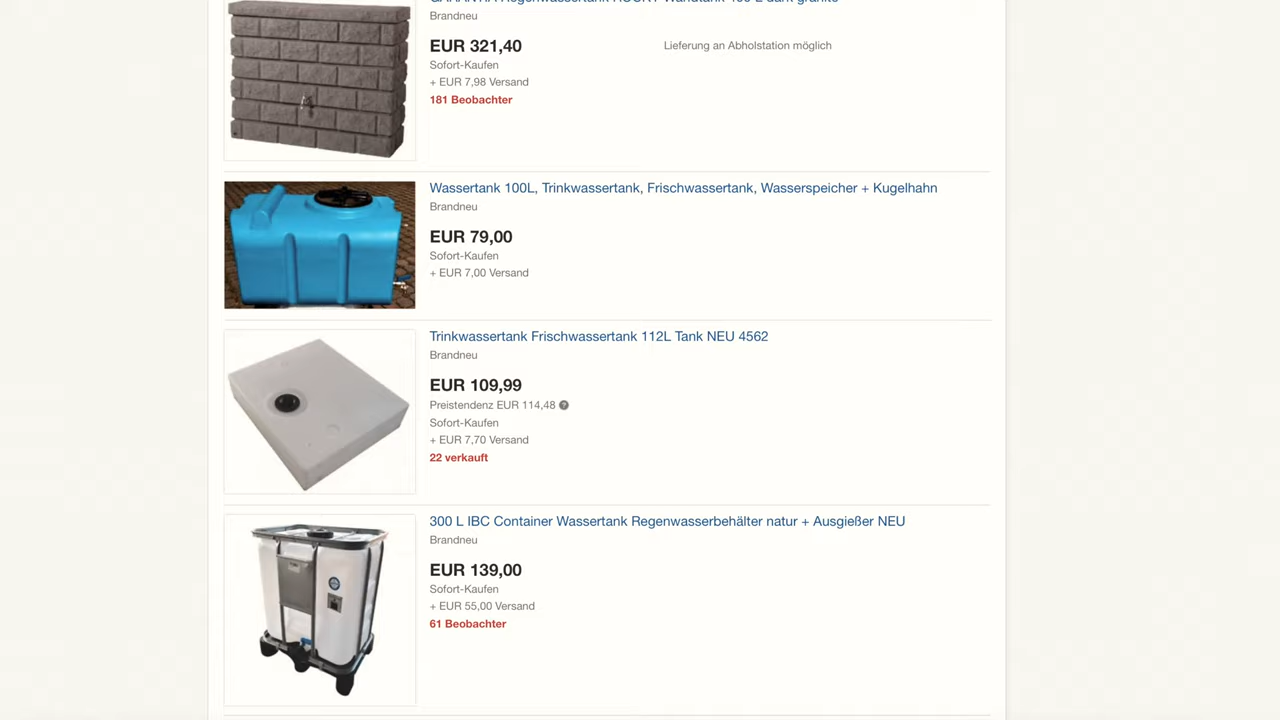 Brandneu
EUR 321,40
Lieferung an Abholstation möglich
Sofort-Kaufen
+ EUR 7,98 Versand
181 Beobachter
Wassertank 100L, Trinkwassertank, Frischwassertank, Wasserspeicher + Kugelhahn
Brandneu
EUR 79,00
Sofort-Kaufen
+ EUR 7,00 Versand
Trinkwassertank Frischwassertank 112L Tank NEU 4562
Brandneu
EUR 109,99
Preistendenz EUR 114,48
Sofort-Kaufen
+ EUR 7,70 Versand
22 verkauft
300 L IBC Container Wassertank Regenwasserbehälter natur + Ausgießer NEU
Brandneu
EUR 139,00
Sofort-Kaufen
+ EUR 55,00 Versand
61 Beobachter